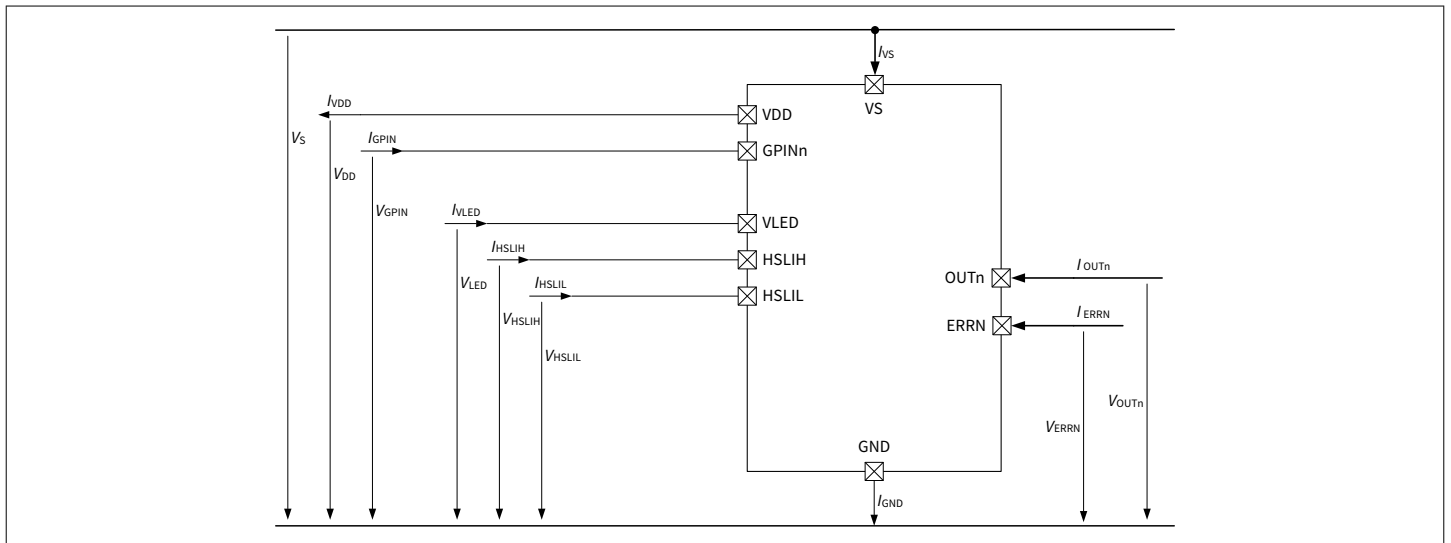 IVS
VS
IVDD
VDD
VS
IGPIN
GPINn
VDD
VGPIN
IVLED
VLED
IHSLIH
HSLIH
IOUTn
OUTn
VLED
IHSLIL
HSLIL
VHSLIH
IERRN
ERRN
VHSLIL
VOUTn
VERRN
GND
IGND